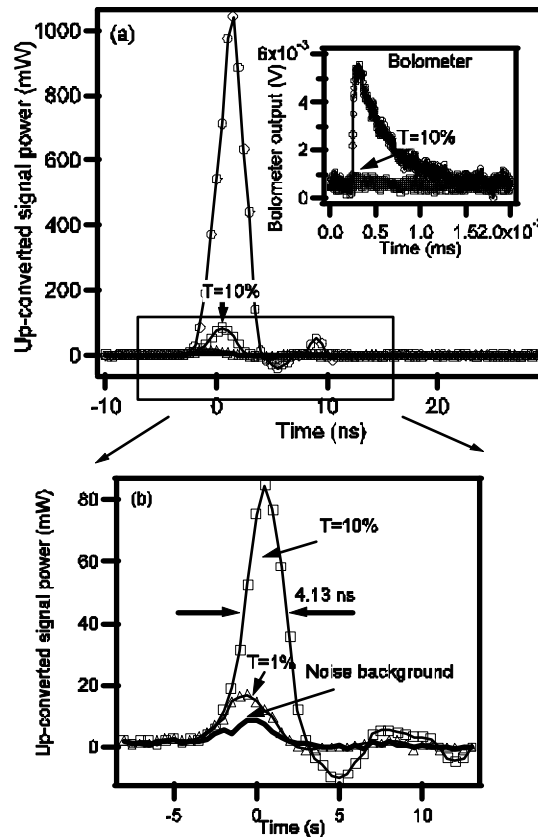 (a)
Up-converted signal power (mW)
1000
800
600
400
200
0
-10
0
10
20
Time (ns)
T=10%
Bolometer
Bolometer output (V)
6x10⁻³
4
2
0
T=10%
0.0
0.5
1.0
1.5
2.0x10⁻³
Time (ms)
(b)
Up-converted signal power (mW)
80
60
40
20
0
-5
0
5
10
Time (s)
T=10%
4.13 ns
T=1%
Noise background